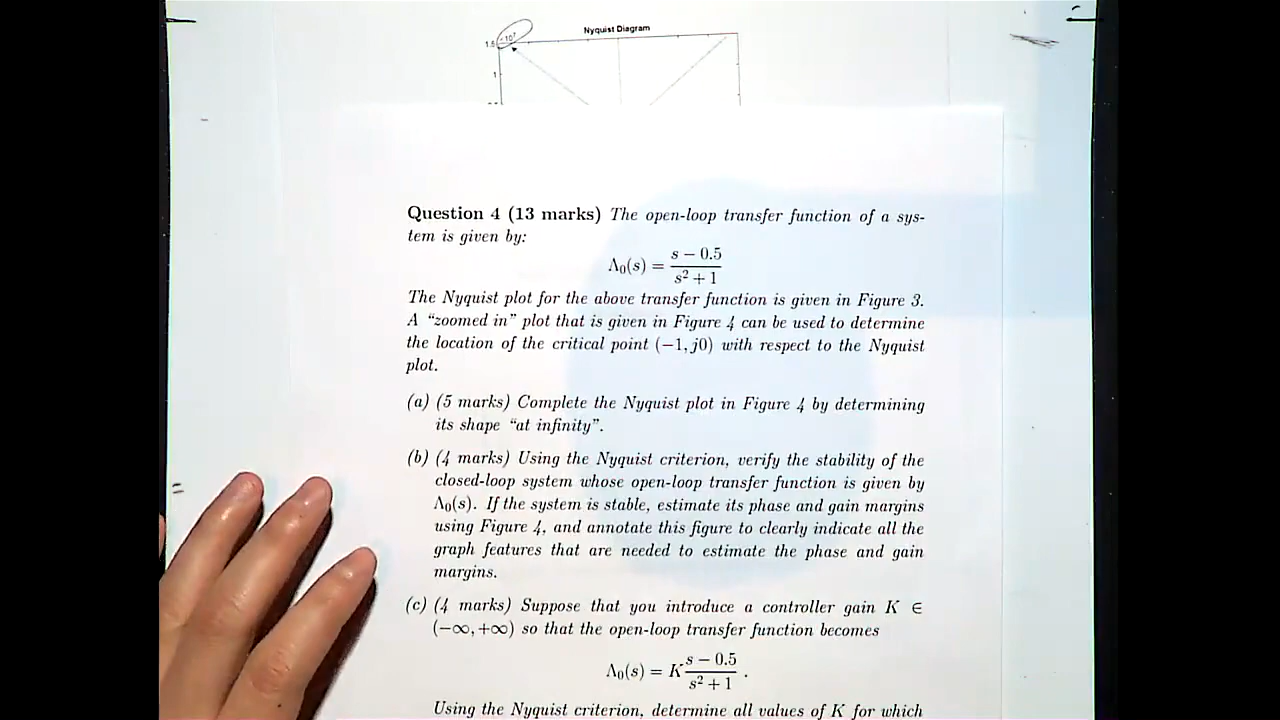 Nyquist Diagram
1.5
×10⁷
1
Question 4 (13 marks) The open-loop transfer function of a sys-
tem is given by:
Λ₀(s) = (s − 0.5)/(s² + 1)
The Nyquist plot for the above transfer function is given in Figure 3.
A “zoomed in” plot that is given in Figure 4 can be used to determine
the location of the critical point (−1, j0) with respect to the Nyquist
plot.
(a) (5 marks) Complete the Nyquist plot in Figure 4 by determining
its shape “at infinity”.
(b) (4 marks) Using the Nyquist criterion, verify the stability of the
closed-loop system whose open-loop transfer function is given by
Λ₀(s). If the system is stable, estimate its phase and gain margins
using Figure 4, and annotate this figure to clearly indicate all the
graph features that are needed to estimate the phase and gain
margins.
(c) (4 marks) Suppose that you introduce a controller gain K ∈
(−∞, +∞) so that the open-loop transfer function becomes
Λ₀(s) = K (s − 0.5)/(s² + 1) .
Using the Nyquist criterion, determine all values of K for which